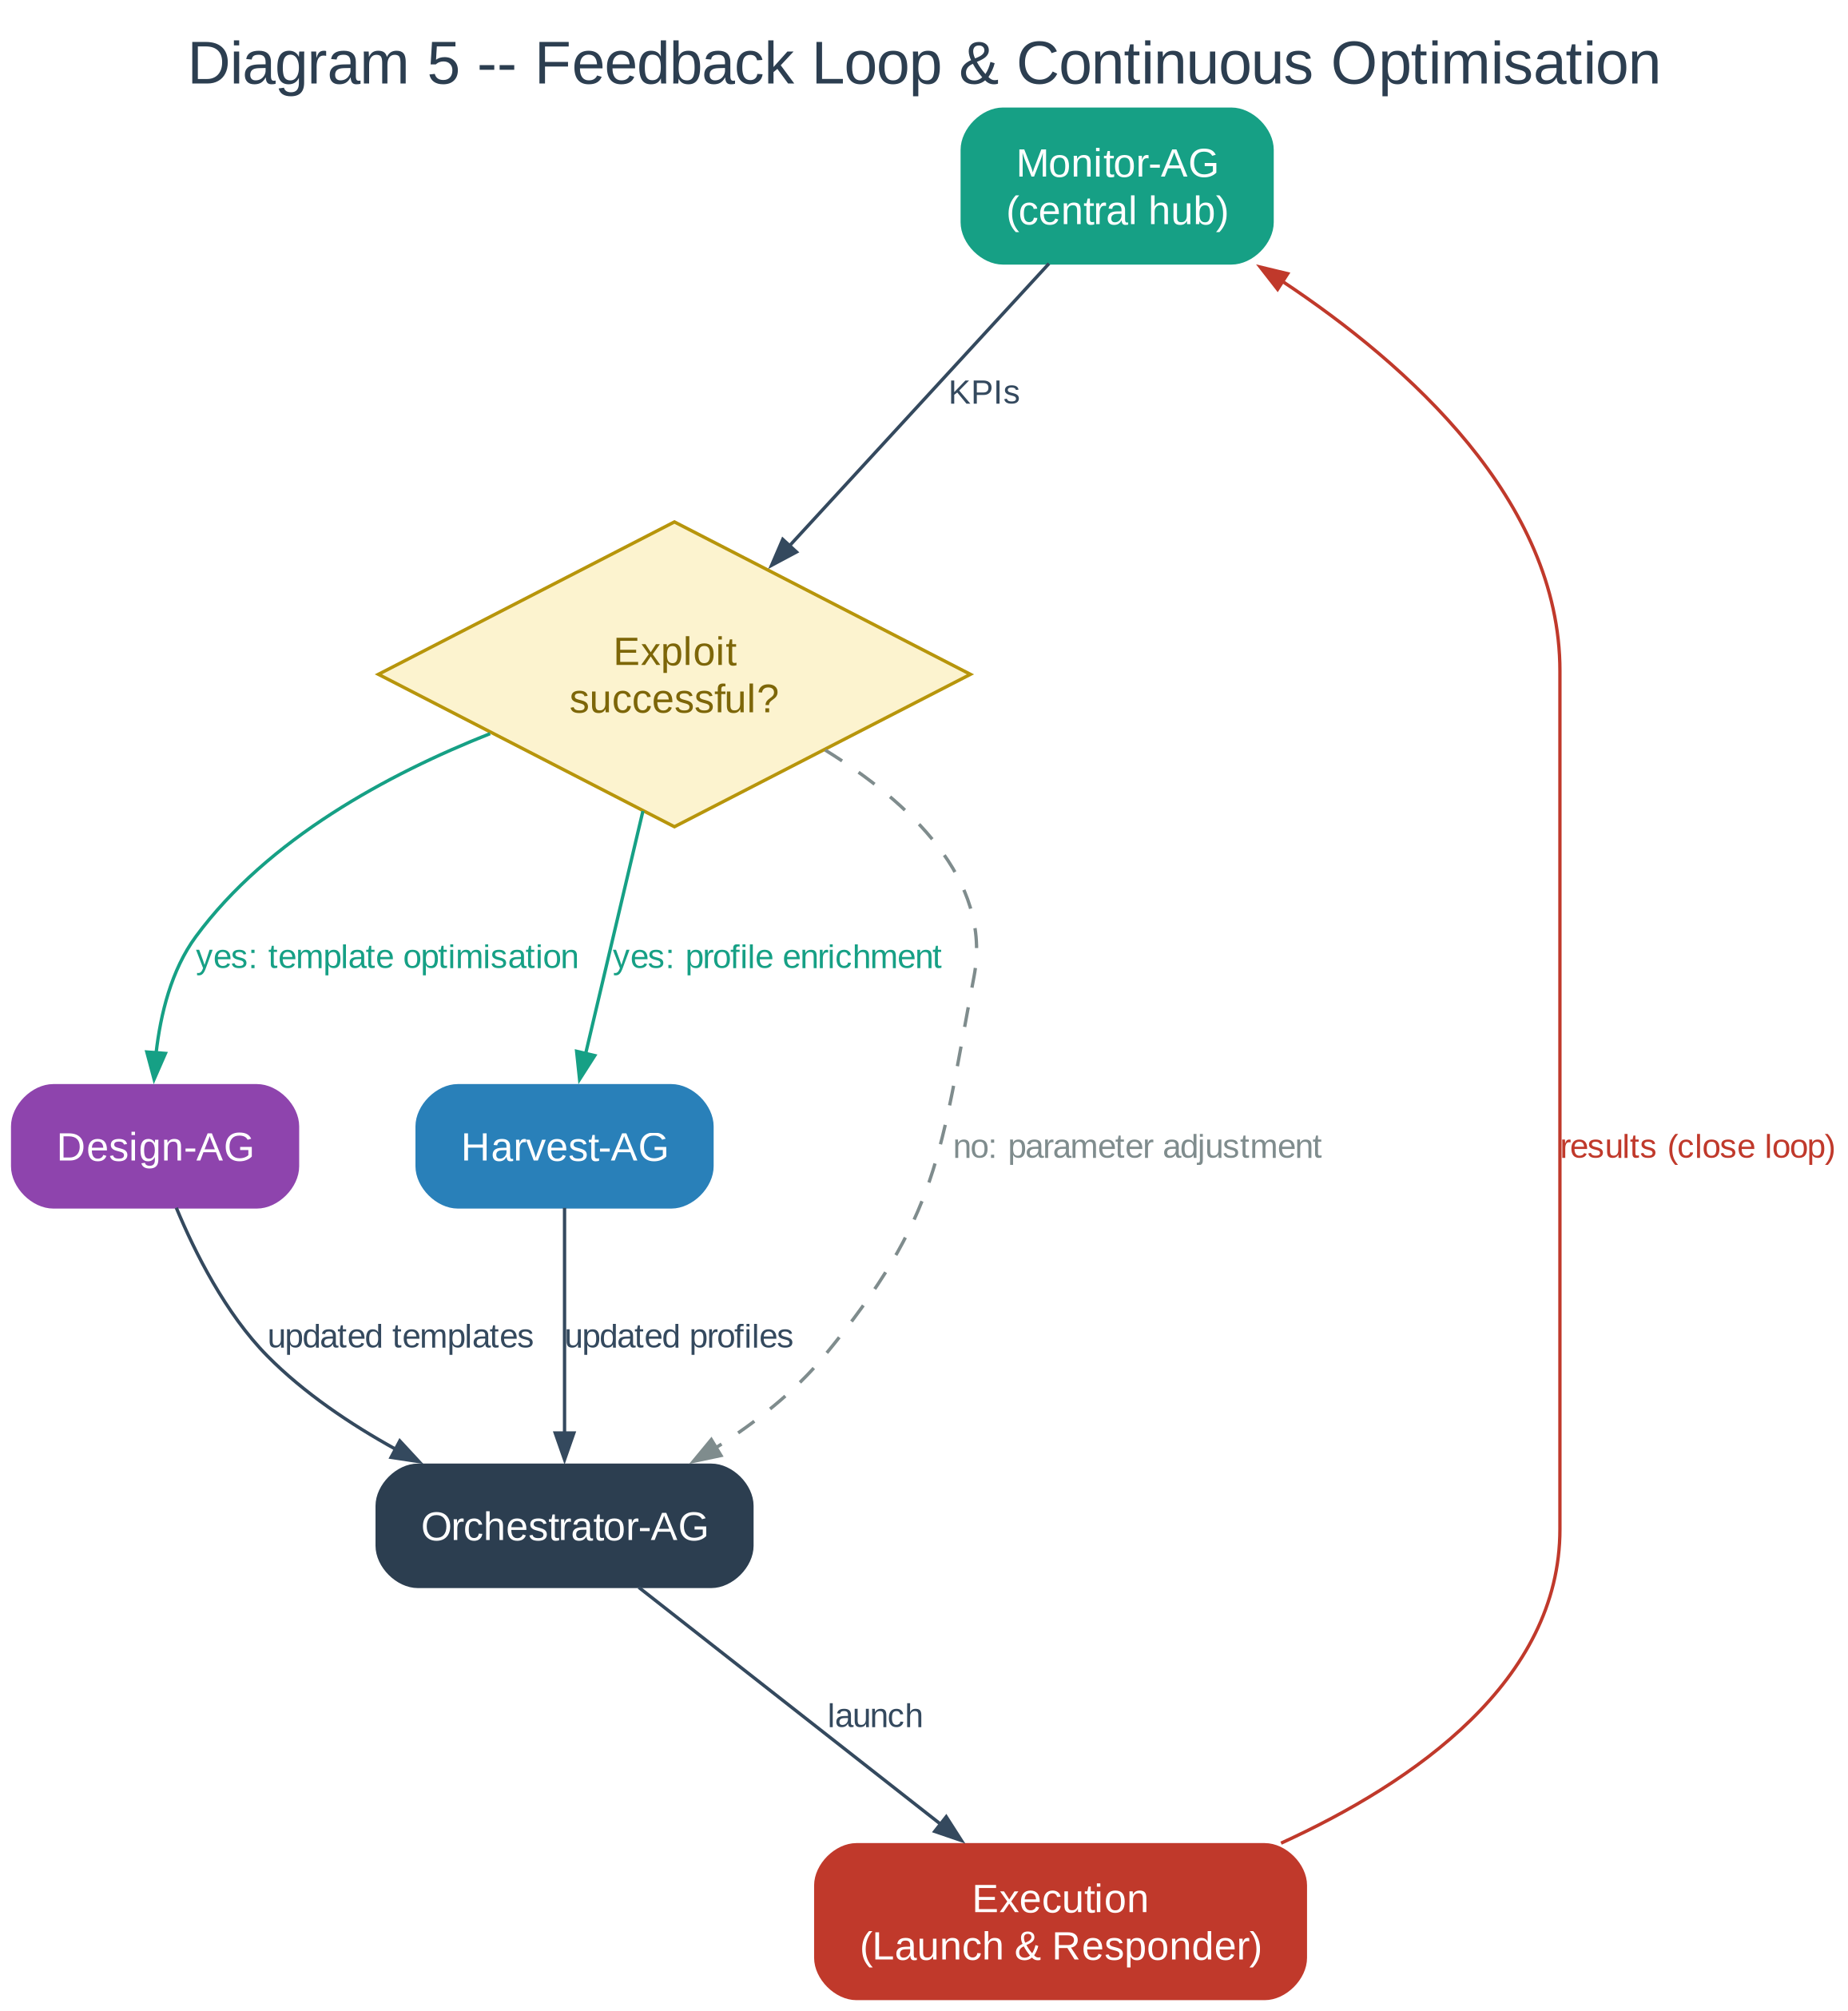 Diagram 5 -- Feedback Loop & Continuous Optimisation
Monitor-AG
(central hub)
KPIs
Exploit
successful?
yes: template optimisation
yes: profile enrichment
Design-AG
Harvest-AG
no: parameter adjustment
results (close loop)
updated templates
updated profiles
Orchestrator-AG
launch
Execution
(Launch & Responder)